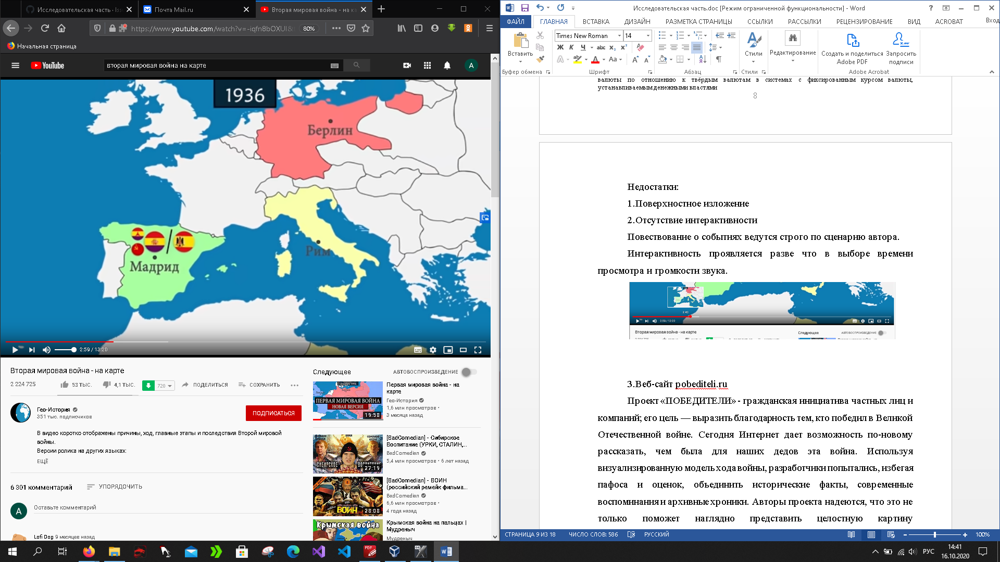 Исследовательская часть · Iss
Почта Mail.ru
Вторая мировая война - на ка
https://www.youtube.com/watch?v=-iqfn8bOXUI&
80%
Начальная страница
YouTube
вторая мировая война на карте
A
1936
Берлин
Рим
Мадрид
2:59 / 13:20
Вторая мировая война - на карте
2 224 725
53 ТЫС.
4,1 ТЫС.
720
ПОДЕЛИТЬСЯ
СОХРАНИТЬ
Гео-История
351 тыс. подписчиков
ПОДПИСАТЬСЯ
В видео коротко отображены причины, ход, главные этапы и последствия Второй мировой
войны.
Версии ролика на других языках:
ЕЩЁ
6 301 комментарий
УПОРЯДОЧИТЬ
A
Оставьте комментарий
Lofi Dog 9 месяцев назад
Следующее
АВТОВОСПРОИЗВЕДЕНИЕ
ПЕРВАЯ МИРОВАЯ ВОЙНА
НОВАЯ ВЕРСИЯ
19:58
Первая мировая война - на
карте
Гео-История
1,6 млн просмотров •
3 месяца назад
СИБИРСКОЕ ВОСПИТАНИЕ
27:19
[BadComedian] - Сибирское
Воспитание (УРКИ, СТАЛИН,...
BadComedian
5,4 млн просмотров • 6 лет назад
ВОИН
28:08
[BadComedian] - ВОИН
(российский ремейк фильма...
BadComedian
6,6 млн просмотров •
4 года назад
Крымская война
Крымская война на пальцах |
Мудреныч
Мудреныч
Исследовательская часть.doc [Режим ограниченной функциональности] - Word
ФАЙЛ
ГЛАВНАЯ
ВСТАВКА
ДИЗАЙН
РАЗМЕТКА СТРАНИЦЫ
ССЫЛКИ
РАССЫЛКИ
РЕЦЕНЗИРОВАНИЕ
ВИД
ACROBAT
Вход
Вставить
Times New Roman
14
Ж К Ч abc x₂ x²
Aa
Стили
Редактирование
Создать и поделиться
Adobe PDF
Запросить
подписи
Буфер обмена
Шрифт
Абзац
Стили
Adobe Acrobat
валюты по отношению к твёрдым валютам в системах с фиксированным курсом валюты,
устанавливаемым денежными властями
8
Недостатки:
1.Поверхностное изложение
2.Отсутствие интерактивности
Повествование о событиях ведутся строго по сценарию автора.
Интерактивность проявляется разве что в выборе времени
просмотра и громкости звука.
2:43
2:59 / 13:20
Вторая мировая война - на карте
Следующее
АВТОВОСПРОИЗВЕДЕНИЕ
3.Веб-сайт pobediteli.ru
Проект «ПОБЕДИТЕЛИ» - гражданская инициатива частных лиц и
компаний; его цель — выразить благодарность тем, кто победил в Великой
Отечественной войне. Сегодня Интернет дает возможность по-новому
рассказать, чем была для наших дедов эта война. Используя
визуализированную модель хода войны, разработчики попытались, избегая
пафоса и оценок, объединить исторические факты, современные
воспоминания и архивные хроники. Авторы проекта надеются, что это не
только поможет наглядно представить целостную картину
СТРАНИЦА 9 ИЗ 18
ЧИСЛО СЛОВ: 586
РУССКИЙ
100%
РУС
14:41
16.10.2020